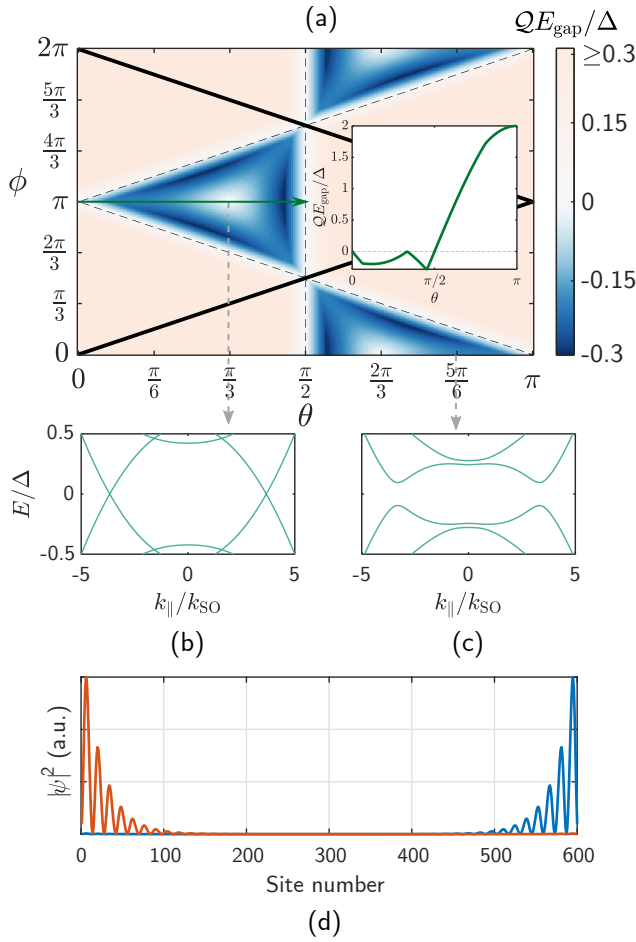 (a)
𝒬E_gap/Δ
2π
5π/3
4π/3
ϕ
π
2π/3
π/3
0
0
π/6
π/3
π/2
2π/3
5π/6
π
θ
≥0.3
0.15
0
-0.15
-0.3
𝒬E_gap/Δ
2
1.5
1
0.5
0
0
π/2
π
θ
E/Δ
0.5
0
-0.5
-5
0
5
k_∥/k_SO
(b)
-5
0
5
k_∥/k_SO
(c)
|ψ|² (a.u.)
0
100
200
300
400
500
600
Site number
(d)